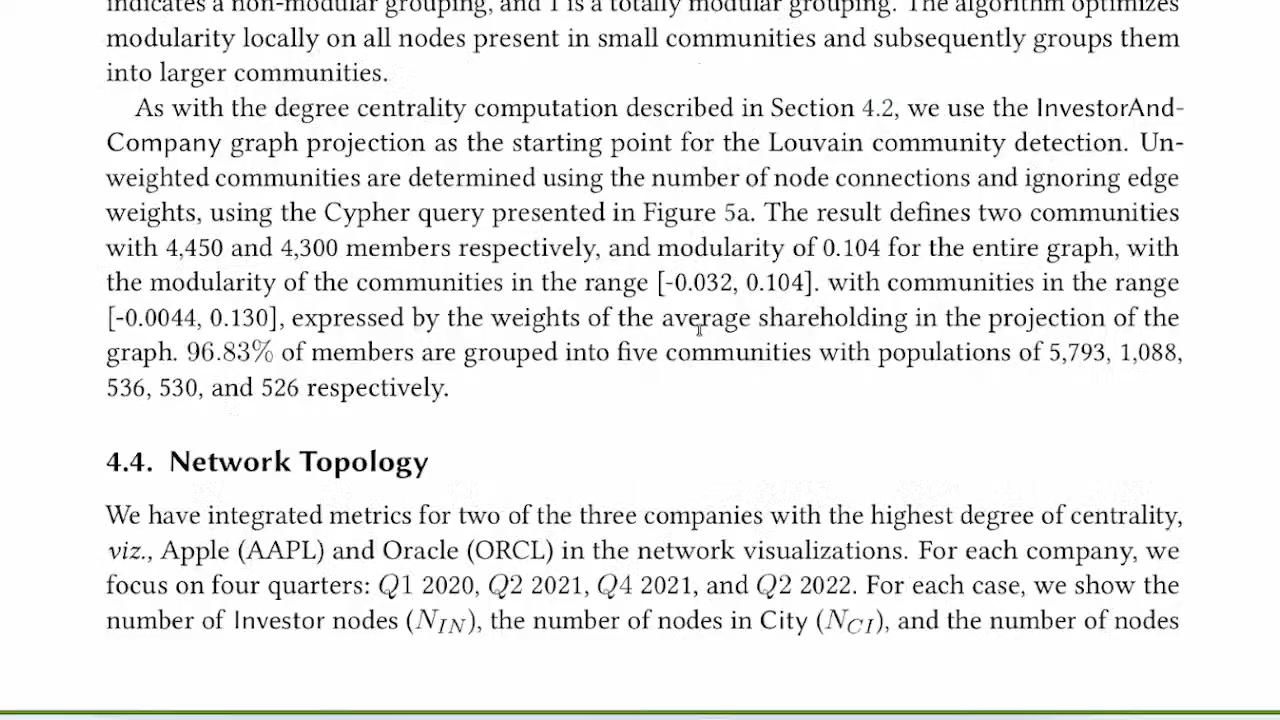 indicates a non-modular grouping, and 1 is a totally modular grouping. The algorithm optimizes
modularity locally on all nodes present in small communities and subsequently groups them
into larger communities.
As with the degree centrality computation described in Section 4.2, we use the InvestorAnd-
Company graph projection as the starting point for the Louvain community detection. Un-
weighted communities are determined using the number of node connections and ignoring edge
weights, using the Cypher query presented in Figure 5a. The result defines two communities
with 4,450 and 4,300 members respectively, and modularity of 0.104 for the entire graph, with
the modularity of the communities in the range [-0.032, 0.104]. with communities in the range
[-0.0044, 0.130], expressed by the weights of the average shareholding in the projection of the
graph. 96.83% of members are grouped into five communities with populations of 5,793, 1,088,
536, 530, and 526 respectively.
4.4. Network Topology
We have integrated metrics for two of the three companies with the highest degree of centrality,
viz., Apple (AAPL) and Oracle (ORCL) in the network visualizations. For each company, we
focus on four quarters: Q1 2020, Q2 2021, Q4 2021, and Q2 2022. For each case, we show the
number of Investor nodes (N_IN), the number of nodes in City (N_CI), and the number of nodes